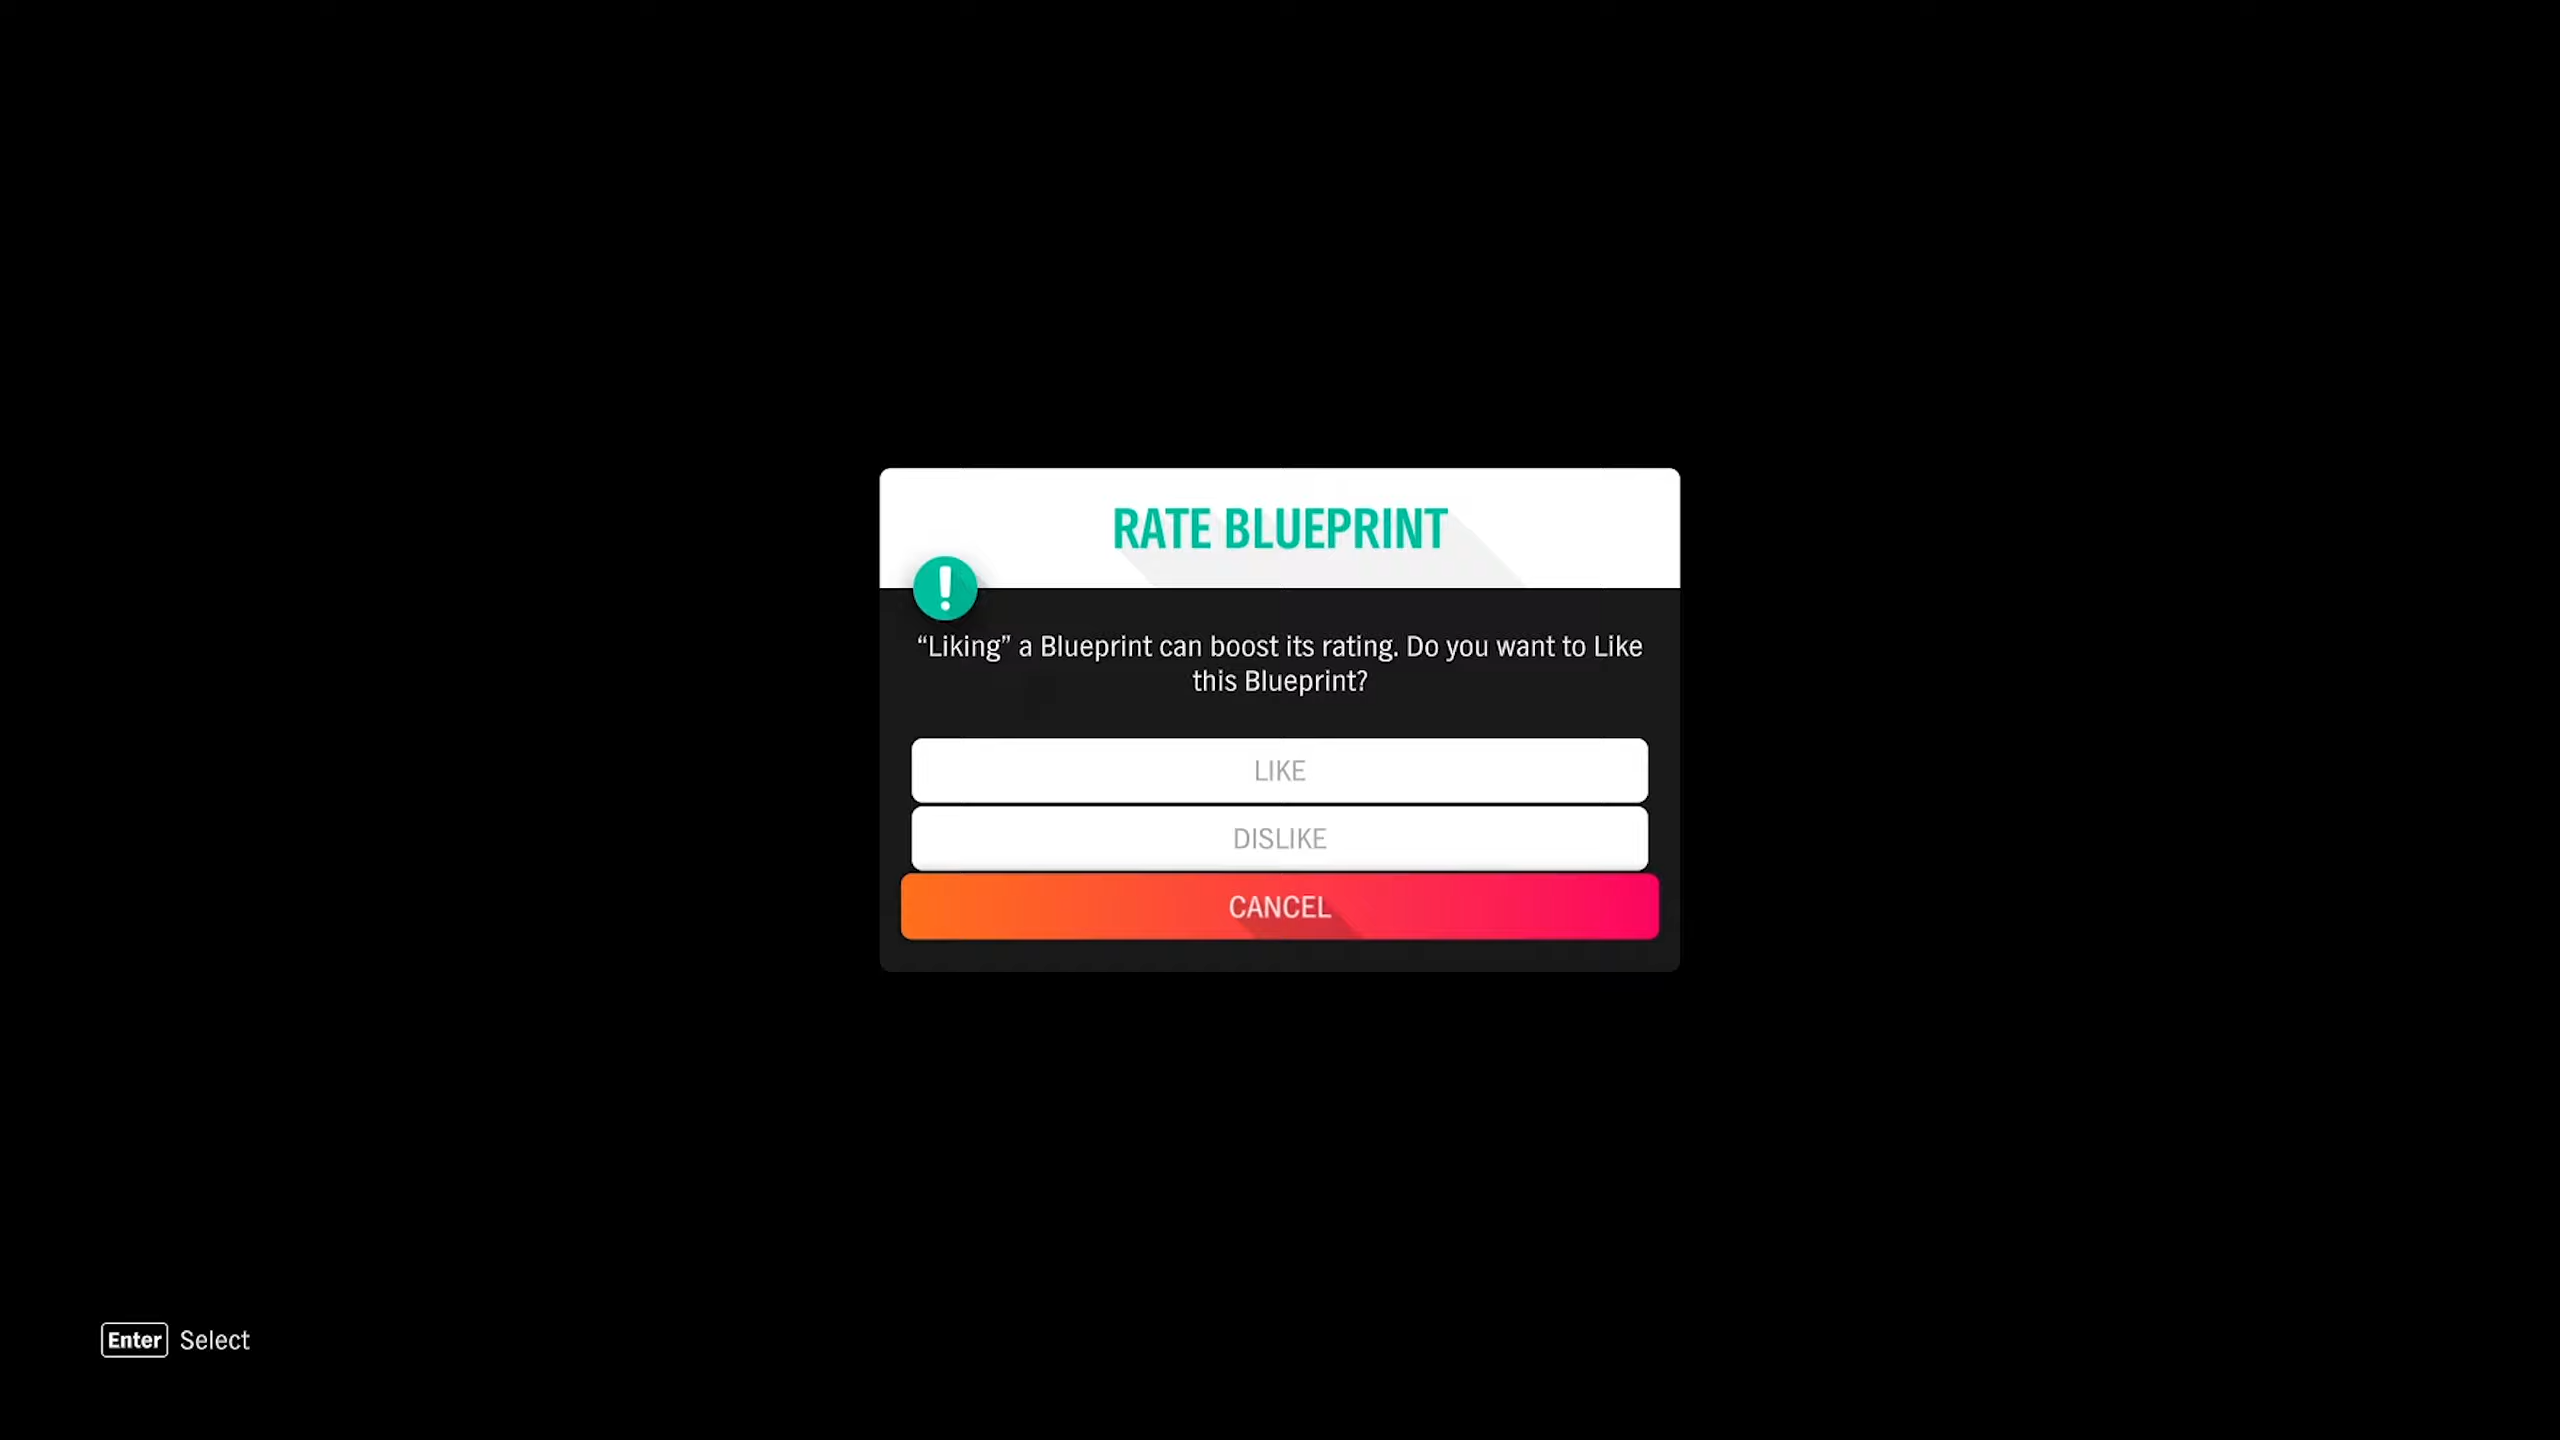 RATE BLUEPRINT
“Liking” a Blueprint can boost its rating. Do you want to Like
this Blueprint?
LIKE
DISLIKE
CANCEL
Enter Select